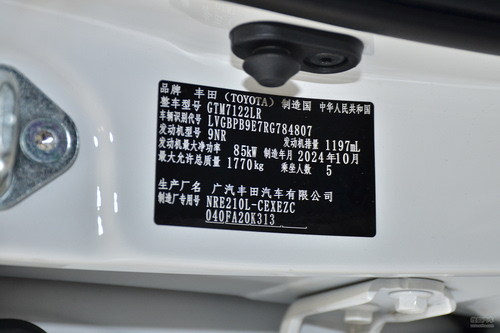 品牌 丰田 (TOYOTA) 制造国 中华人民共和国
整车型号 GTM7122LR
车辆识别代号 LVGBPB9E7RG784807
发动机型号 9NR 发动机排量 1197mL
发动机最大净功率 85kW 制造年月 2024年10月
最大允许总质量 1770kg 乘坐人数 5
生产厂名 广汽丰田汽车有限公司
制造厂专用号 NRE210L-CEXEZC
040FA20K313